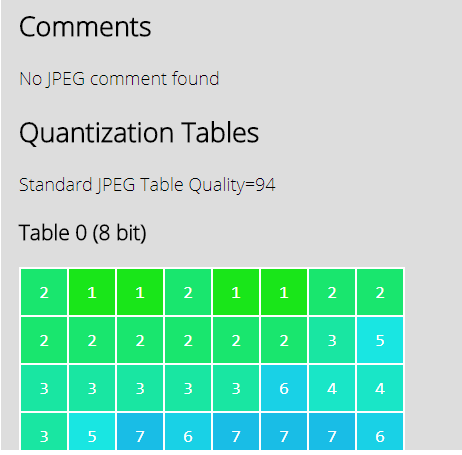 Comments
No JPEG comment found
Quantization Tables
Standard JPEG Table Quality=94
Table 0 (8 bit)
2 1 1 2 1 1 2 2
2 2 2 2 2 2 3 5
3 3 3 3 3 6 4 4
3 5 7 6 7 7 7 6